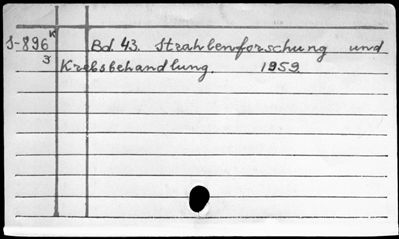 S-896 K Bd. 43. Strahlenforschung und
3 Krebsbehandlung. 1959.